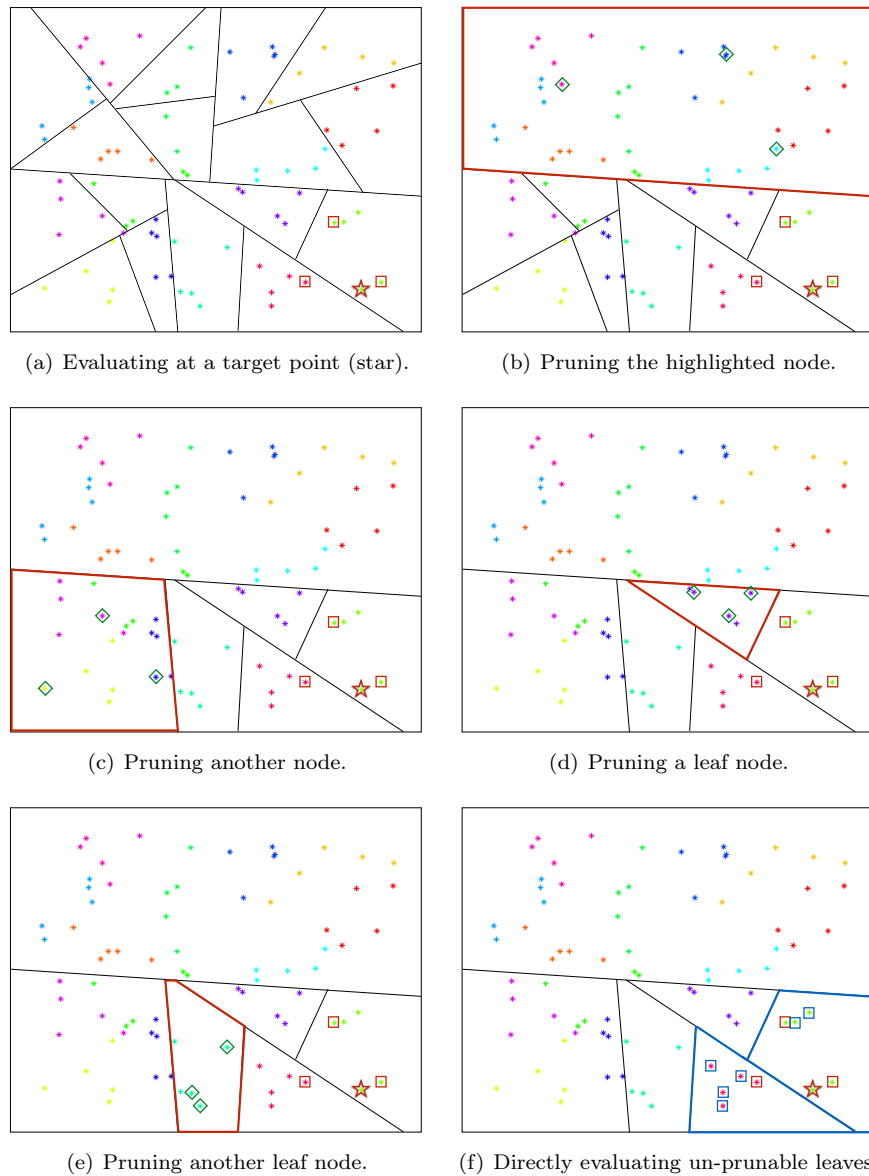 (a) Evaluating at a target point (star).
(b) Pruning the highlighted node.
(c) Pruning another node.
(d) Pruning a leaf node.
(e) Pruning another leaf node.
(f) Directly evaluating un-prunable leaves